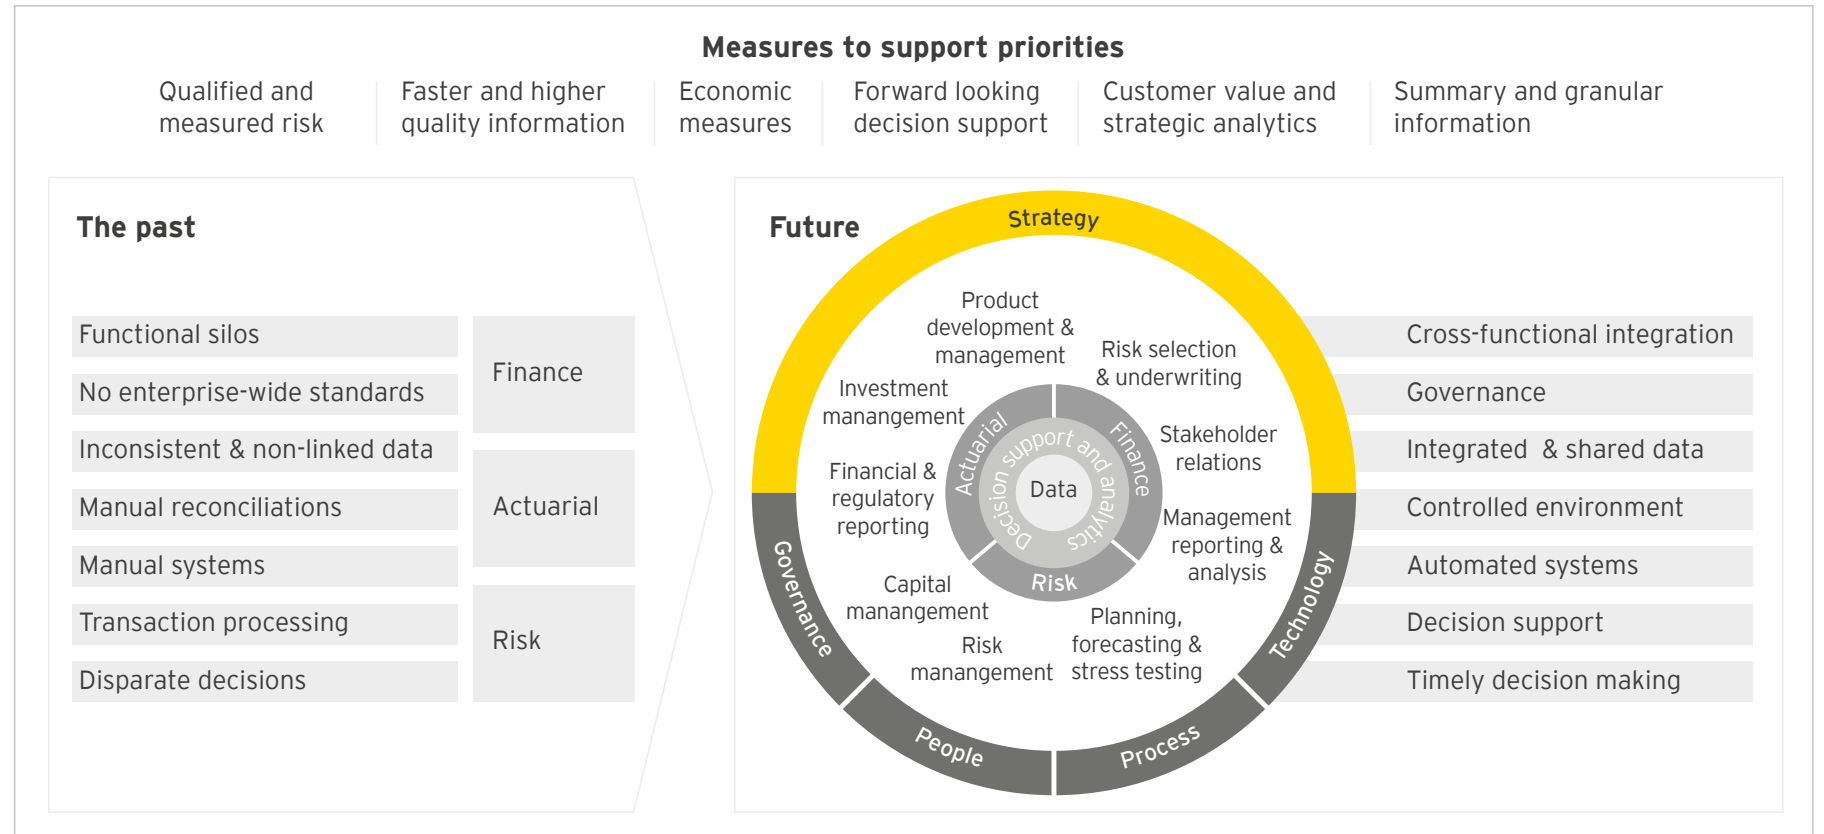 Measures to support priorities
Qualified and
measured risk
Faster and higher
quality information
Economic
measures
Forward looking
decision support
Customer value and
strategic analytics
Summary and granular
information
The past
Functional silos
No enterprise-wide standards
Inconsistent & non-linked data
Manual reconciliations
Manual systems
Transaction processing
Disparate decisions
Finance
Actuarial
Risk
Future
Strategy
Product
development &
management
Risk selection
& underwriting
Investment
manangement
Stakeholder
relations
Financial &
regulatory
reporting
Management
reporting &
analysis
Capital
manangement
Risk
manangement
Planning,
forecasting &
stress testing
Actuarial
Finance
Risk
Decision support and analytics
Data
Governance
People
Process
Technology
Cross-functional integration
Governance
Integrated  & shared data
Controlled environment
Automated systems
Decision support
Timely decision making